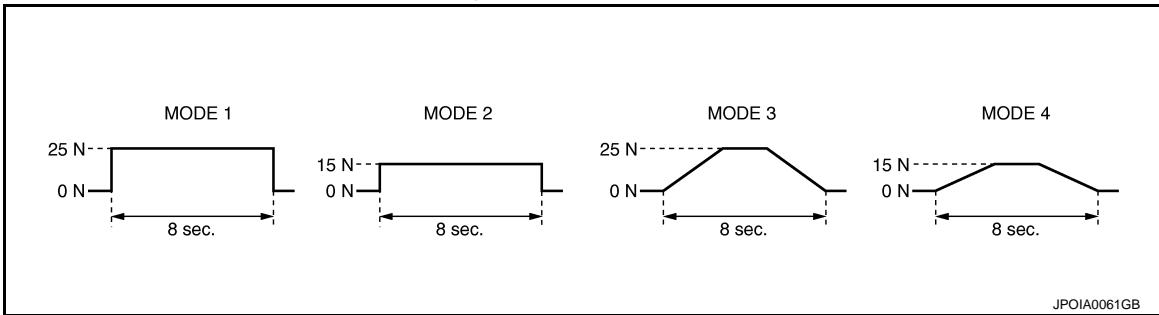 MODE 1
MODE 2
MODE 3
MODE 4
25 N
0 N
8 sec.
15 N
0 N
8 sec.
25 N
0 N
8 sec.
15 N
0 N
8 sec.
JPOIA0061GB